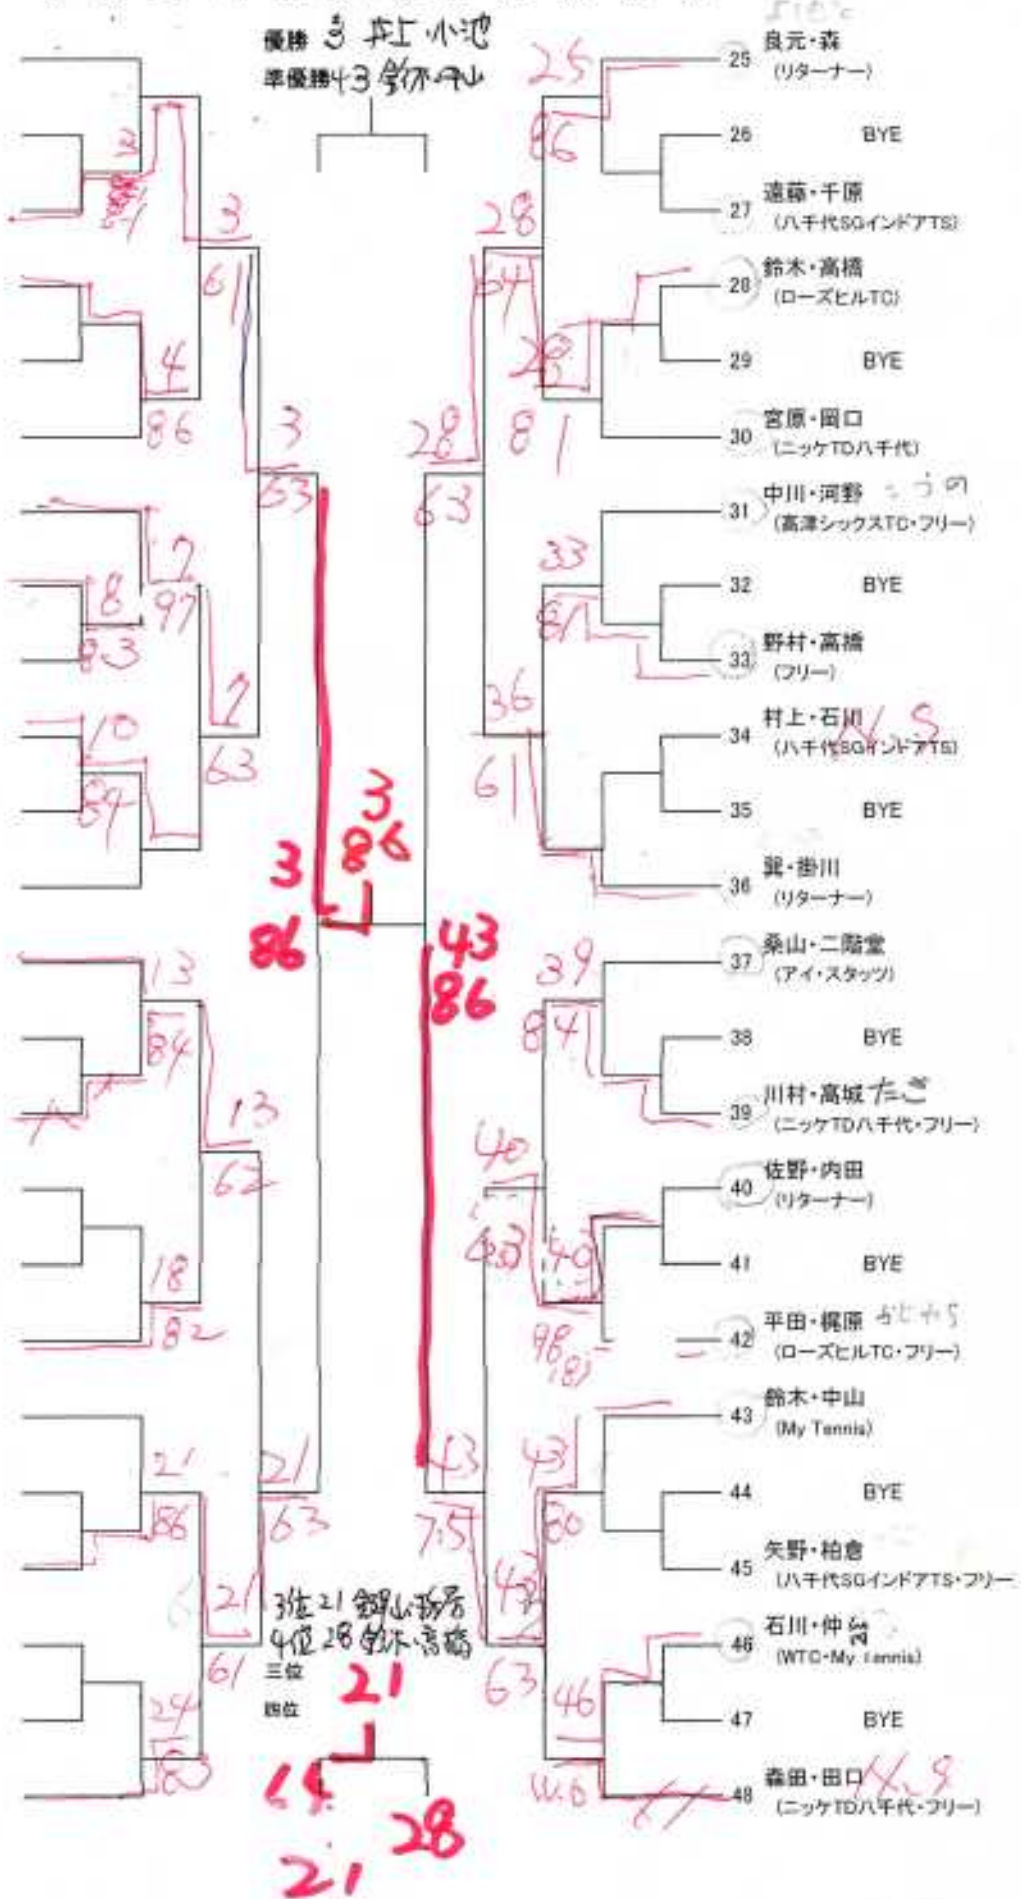 優勝 3 井上・小池
準優勝 43 鈴木・中山
25 良元・森
(リターナー)
26 BYE
27 遠藤・千原
(八千代SGインドアTS)
28 鈴木・高橋
(ローズヒルTC)
29 BYE
30 宮原・岡口
(ニッケTD八千代)
31 中川・河野 こうの
(高津シックスTC・フリー)
32 BYE
33 野村・高橋
(フリー)
34 村上・石川 N.S
(八千代SGインドアTS)
35 BYE
36 巽・掛川
(リターナー)
37 桑山・二階堂
(アイ・スタッツ)
38 BYE
39 川村・高城
(ニッケTD八千代・フリー)
40 佐野・内田
(リターナー)
41 BYE
42 平田・梶原
(ローズヒルTC・フリー)
43 鈴木・中山
(My Tennis)
44 BYE
45 矢野・柏倉
(八千代SGインドアTS・フリー
46 石川・仲
(WTC・My Tennis)
47 BYE
48 森田・田口
(ニッケTD八千代・フリー)
2
3
61
4
86
3
63
7
97
8
83
7
63
10
84
3
86
3
86
43
86
13
84
13
62
18
82
21
86
21
63
21
61
24
83
25
86
28
64
28
81
28
63
33
81
36
61
39
84
40
40
98
(8)
43
7.5
43
80
43
63
46
W.O
3位 21
4位 28 鈴木・高橋
三位
四位
21
64
21
28